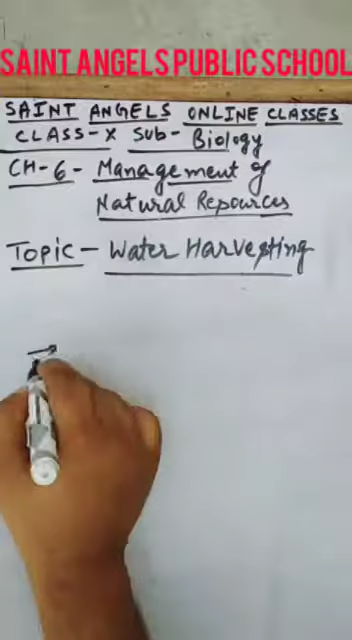 SAINT ANGELS PUBLIC SCHOOL
SAINT ANGELS ONLINE CLASSES
CLASS-X SUB- Biology
CH-6 - Management of
Natural Resources
Topic - Water Harvesting